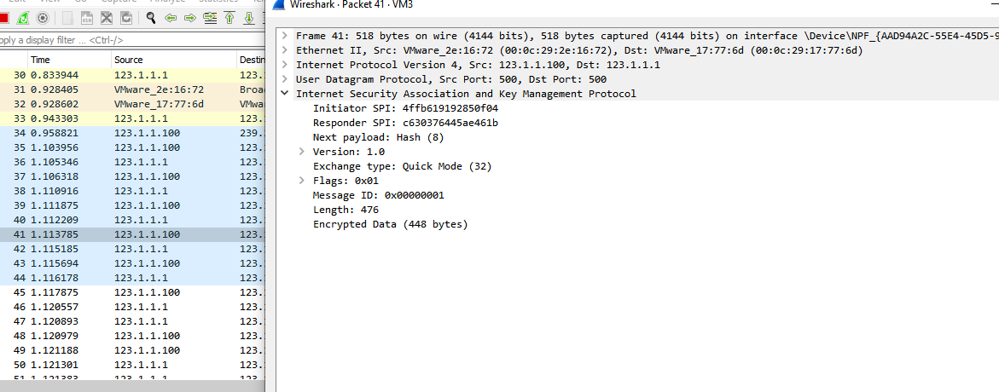 Wireshark · Packet 41 · VM3
pply a display filter ... <Ctrl-/>
Time Source Destin
30 0.833944 123.1.1.1 123.
31 0.928405 VMware_2e:16:72 Broa
32 0.928602 VMware_17:77:6d VMwa
33 0.943303 123.1.1.1 123.
34 0.958821 123.1.1.100 239.
35 1.103956 123.1.1.100 123.
36 1.105346 123.1.1.1 123.
37 1.106318 123.1.1.100 123.
38 1.110916 123.1.1.1 123.
39 1.111875 123.1.1.100 123.
40 1.112209 123.1.1.1 123.
41 1.113785 123.1.1.100 123.
42 1.115185 123.1.1.1 123.
43 1.115694 123.1.1.100 123.
44 1.116178 123.1.1.1 123.
45 1.117875 123.1.1.100 123.
46 1.120557 123.1.1.1 123.
47 1.120893 123.1.1.1 123.
48 1.120979 123.1.1.100 123.
49 1.121188 123.1.1.100 123.
50 1.121301 123.1.1.1 123.
51 1.121383 123.1.1.1 123.
Frame 41: 518 bytes on wire (4144 bits), 518 bytes captured (4144 bits) on interface \Device\NPF_{AAD94A2C-55E4-45D5-9
Ethernet II, Src: VMware_2e:16:72 (00:0c:29:2e:16:72), Dst: VMware_17:77:6d (00:0c:29:17:77:6d)
Internet Protocol Version 4, Src: 123.1.1.100, Dst: 123.1.1.1
User Datagram Protocol, Src Port: 500, Dst Port: 500
Internet Security Association and Key Management Protocol
Initiator SPI: 4ffb619192850f04
Responder SPI: c630376445ae461b
Next payload: Hash (8)
Version: 1.0
Exchange type: Quick Mode (32)
Flags: 0x01
Message ID: 0x00000001
Length: 476
Encrypted Data (448 bytes)